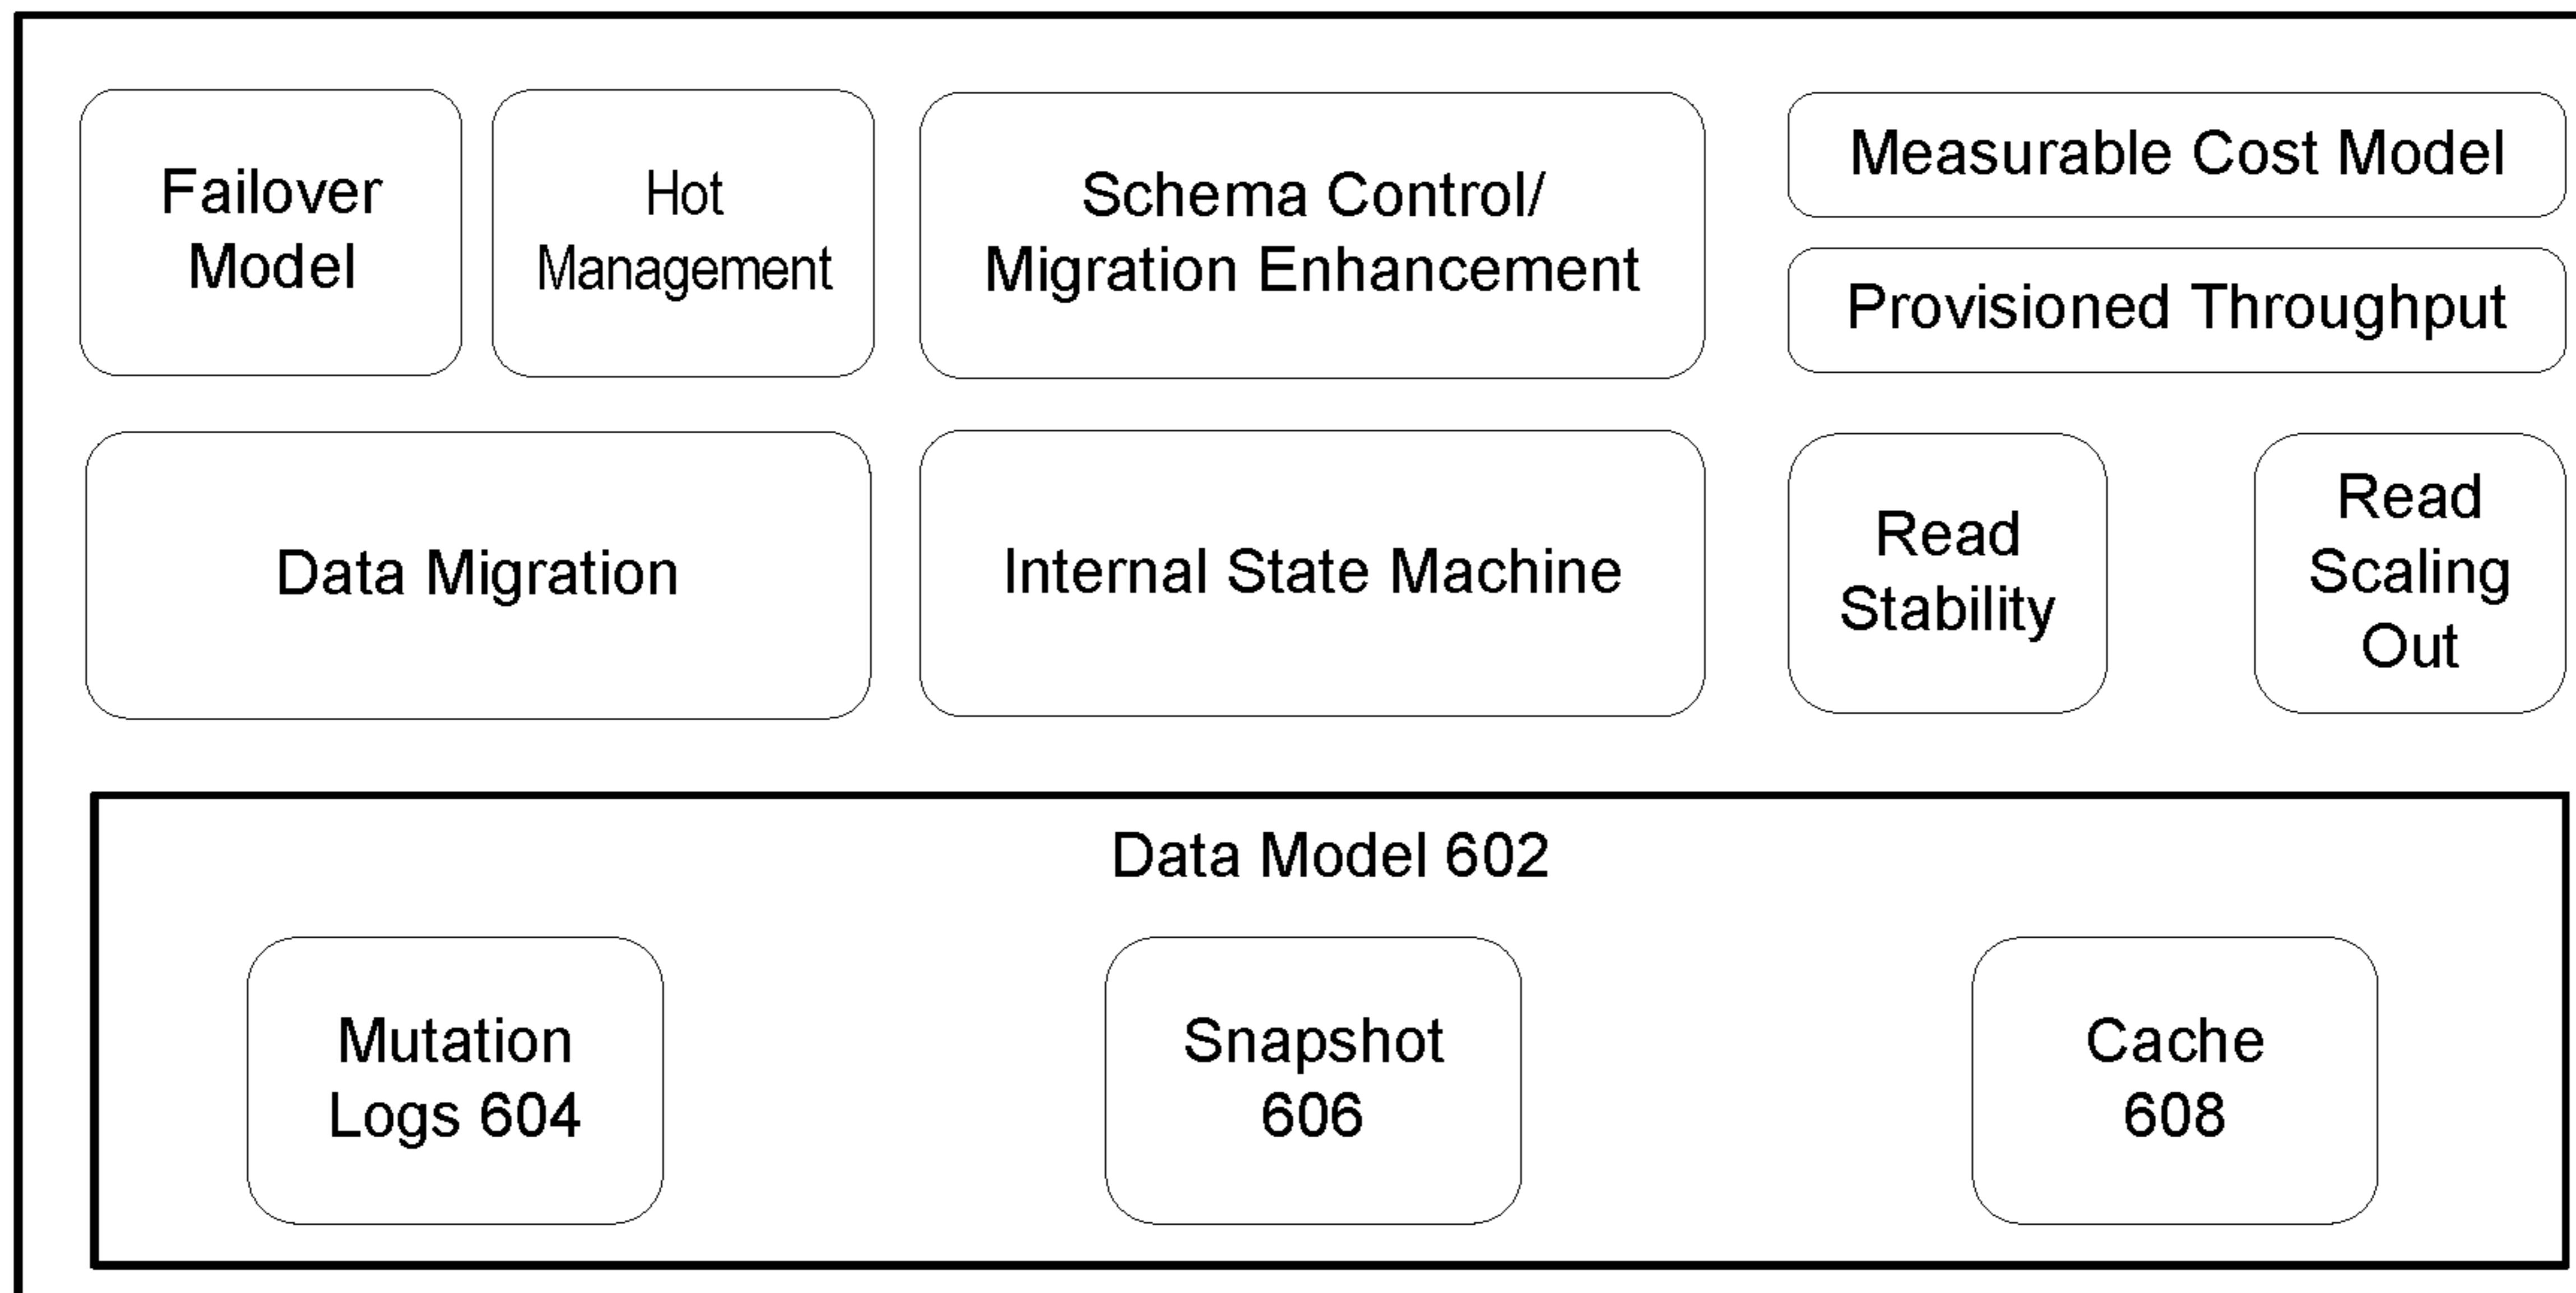 Failover
Model
Hot
Management
Schema Control/
Migration Enhancement
Measurable Cost Model
Provisioned Throughput
Data Migration
Internal State Machine
Read
Stability
Read
Scaling
Out
Data Model 602
Mutation
Logs 604
Snapshot
606
Cache
608